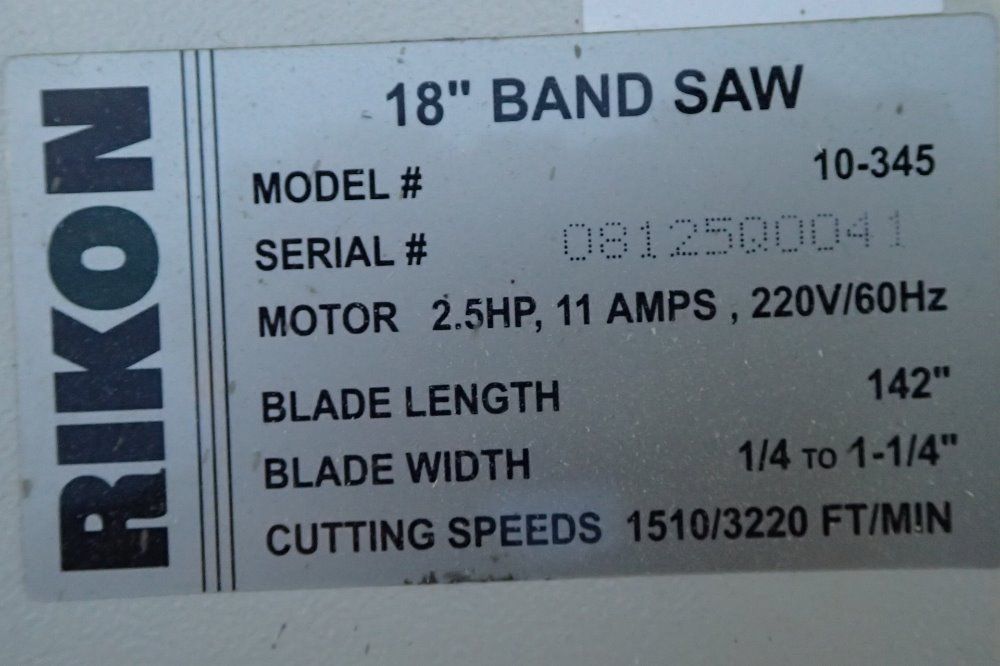 RIKON
18" BAND SAW
MODEL # 10-345
SERIAL # 08125Q0041
MOTOR 2.5HP, 11 AMPS , 220V/60Hz
BLADE LENGTH 142"
BLADE WIDTH 1/4 TO 1-1/4"
CUTTING SPEEDS 1510/3220 FT/MIN